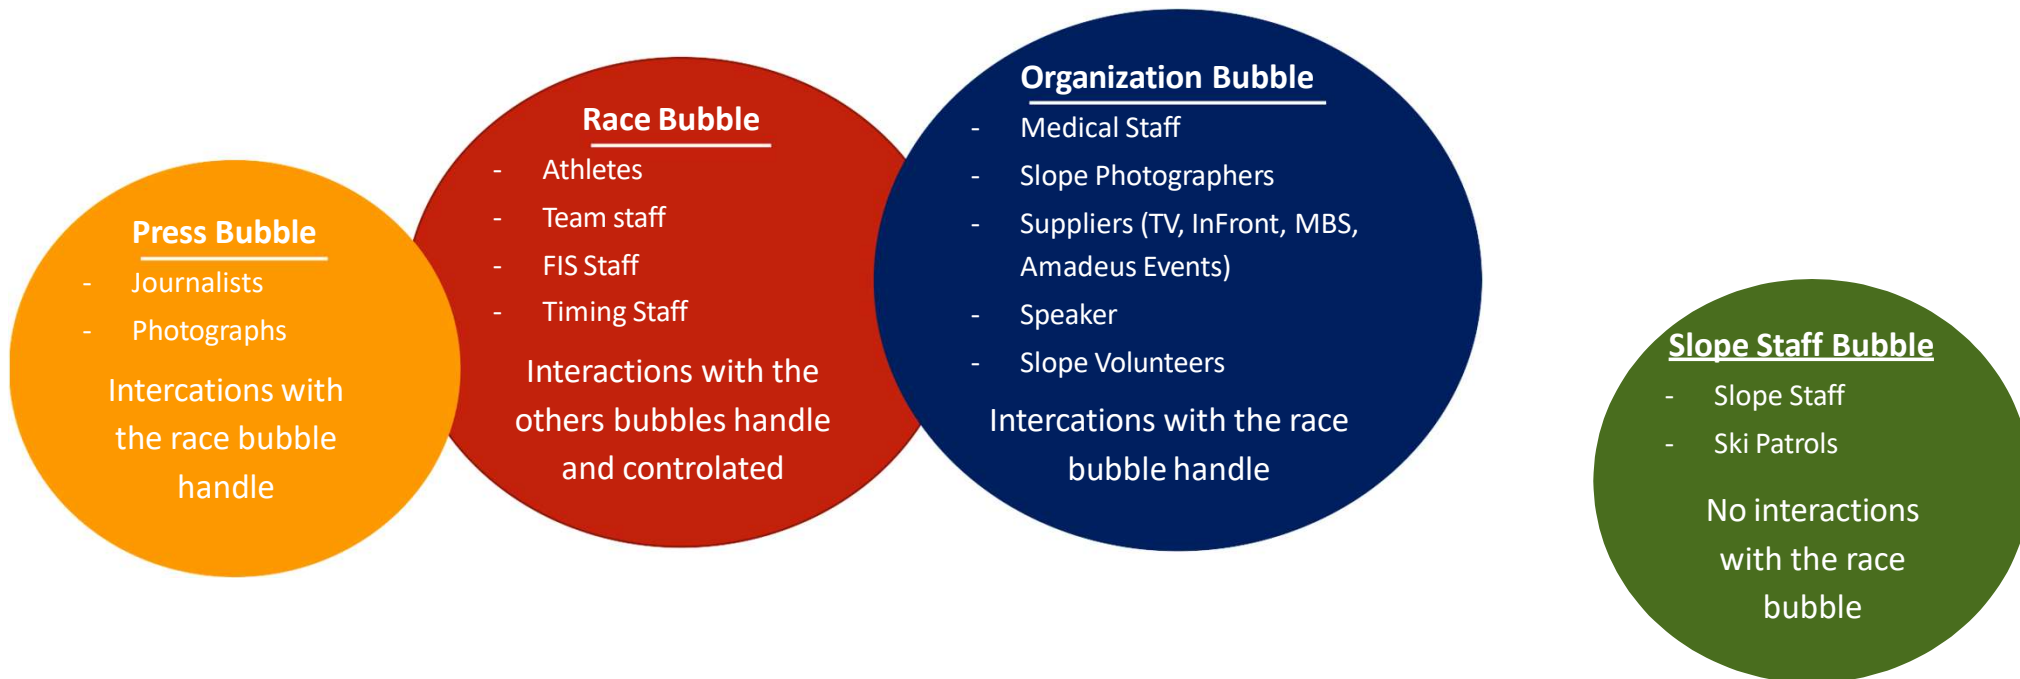 Press Bubble
- Journalists
- Photographs
Intercations with
the race bubble
handle
Race Bubble
- Athletes
- Team staff
- FIS Staff
- Timing Staff
Interactions with the
others bubbles handle
and controlated
Organization Bubble
- Medical Staff
- Slope Photographers
- Suppliers (TV, InFront, MBS,
Amadeus Events)
- Speaker
- Slope Volunteers
Intercations with the race
bubble handle
Slope Staff Bubble
- Slope Staff
- Ski Patrols
No interactions
with the race
bubble